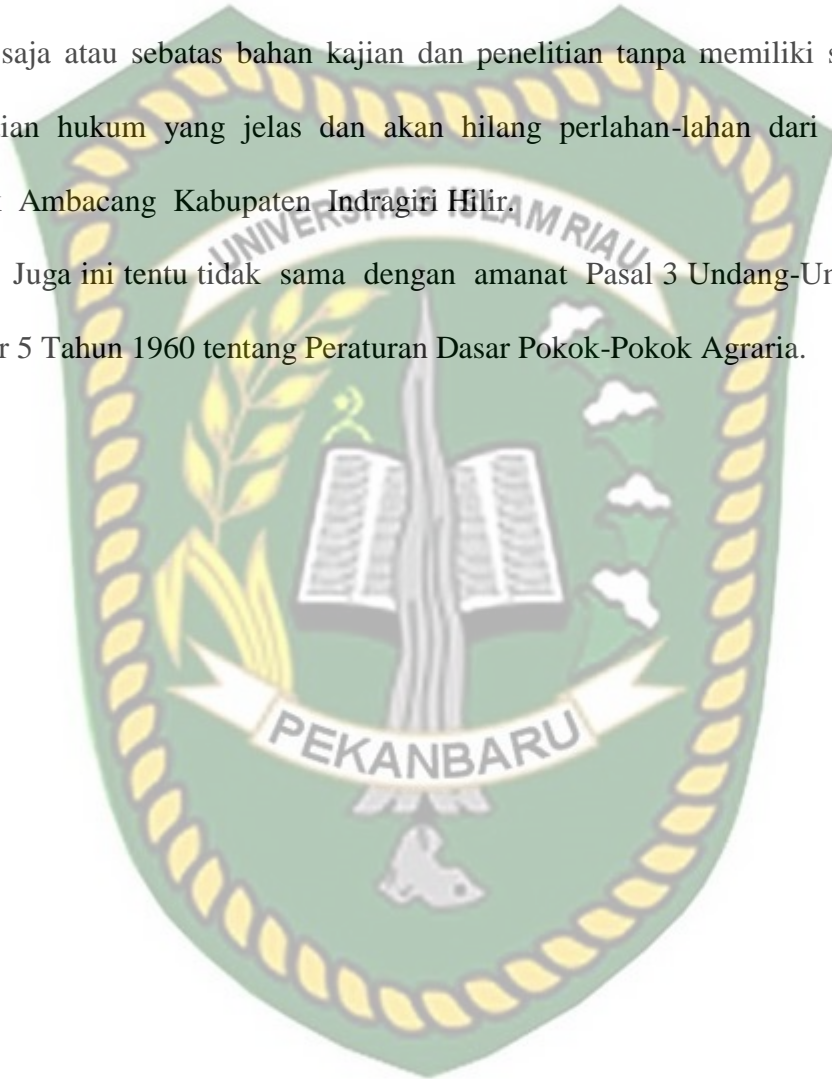 saja atau sebatas bahan kajian dan penelitian tanpa memiliki s
ian hukum yang jelas dan akan hilang perlahan-lahan dari
Ambacang Kabupaten Indragiri Hilir.
UNIVERSITAS ISLAM RIAU
Juga ini tentu tidak sama dengan amanat Pasal 3 Undang-Un
r 5 Tahun 1960 tentang Peraturan Dasar Pokok-Pokok Agraria.
PEKANBARU